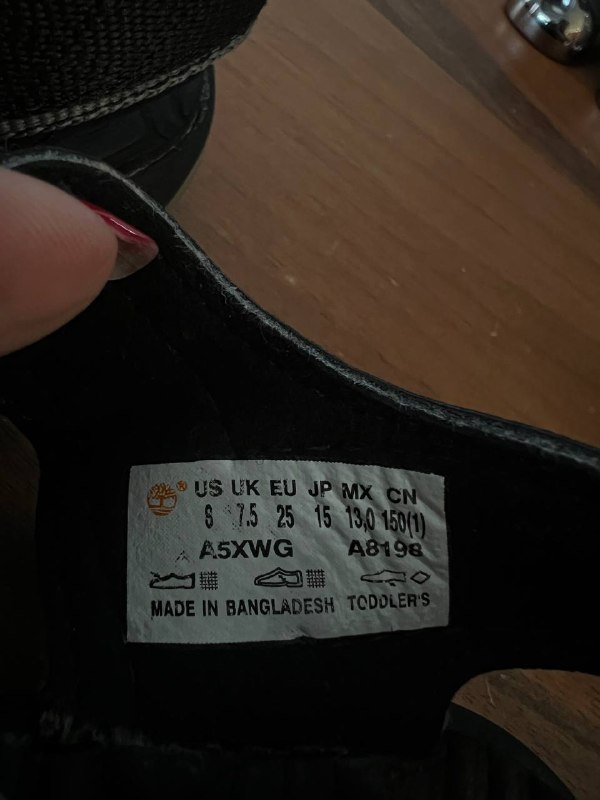 ® US UK EU JP MX CN
8 7.5 25 15 13,0 150(1)
A5XWG A8198
MADE IN BANGLADESH TODDLER'S